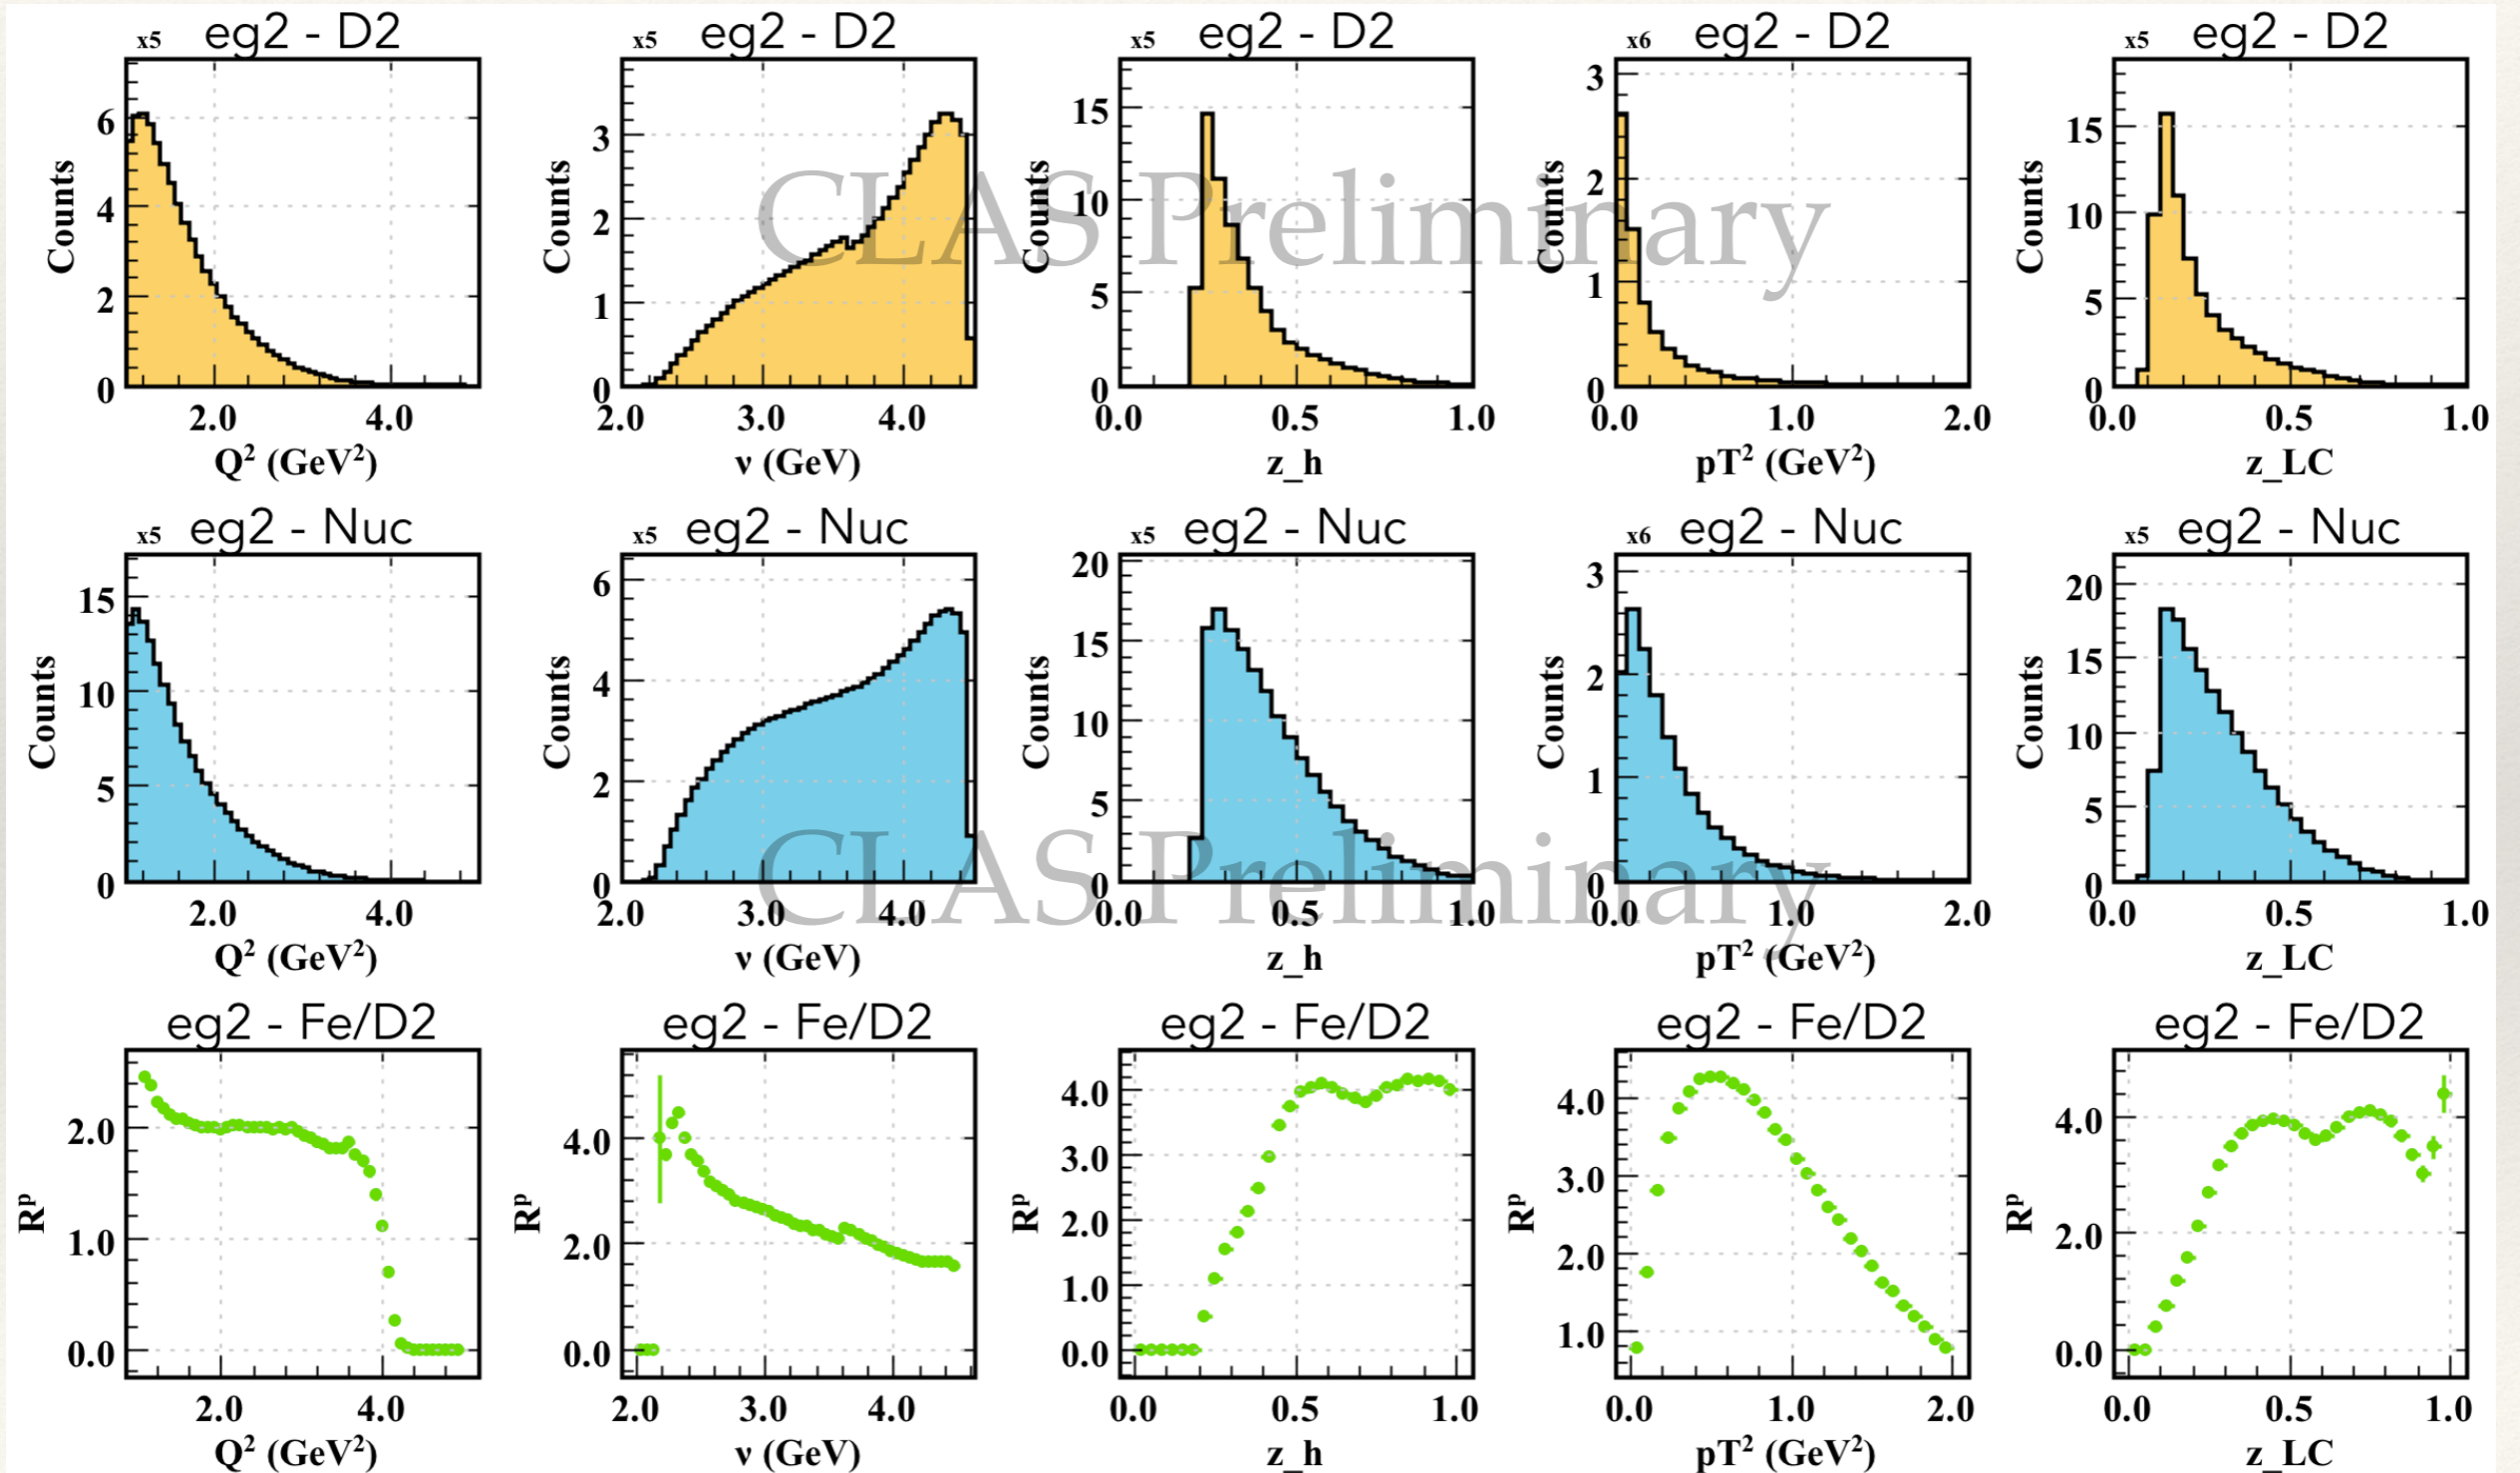 eg2 - D2
x5
6
4
2
0
2.0 4.0
Counts
Q² (GeV²)
eg2 - D2
x5
3
2
1
0
2.0 3.0 4.0
Counts
ν (GeV)
eg2 - D2
x5
15
10
5
0
0.0 0.5 1.0
Counts
z_h
eg2 - D2
x6
3
2
1
0
0.0 1.0 2.0
Counts
pT² (GeV²)
eg2 - D2
x5
15
10
5
0
0.0 0.5 1.0
Counts
z_LC
CLAS Preliminary
eg2 - Nuc
x5
15
10
5
0
2.0 4.0
Counts
Q² (GeV²)
eg2 - Nuc
x5
6
4
2
0
2.0 3.0 4.0
Counts
ν (GeV)
eg2 - Nuc
x5
20
15
10
5
0
0.0 0.5 1.0
Counts
z_h
eg2 - Nuc
x6
3
2
1
0
0.0 1.0 2.0
Counts
pT² (GeV²)
eg2 - Nuc
x5
20
15
10
5
0
0.0 0.5 1.0
Counts
z_LC
CLAS Preliminary
eg2 - Fe/D2
2.0
1.0
0.0
2.0 4.0
Rᵖ
Q² (GeV²)
eg2 - Fe/D2
4.0
2.0
0.0
2.0 3.0 4.0
Rᵖ
ν (GeV)
eg2 - Fe/D2
4.0
3.0
2.0
1.0
0.0
0.0 0.5 1.0
Rᵖ
z_h
eg2 - Fe/D2
4.0
3.0
2.0
1.0
0.0 1.0 2.0
Rᵖ
pT² (GeV²)
eg2 - Fe/D2
4.0
2.0
0.0
0.0 0.5 1.0
Rᵖ
z_LC